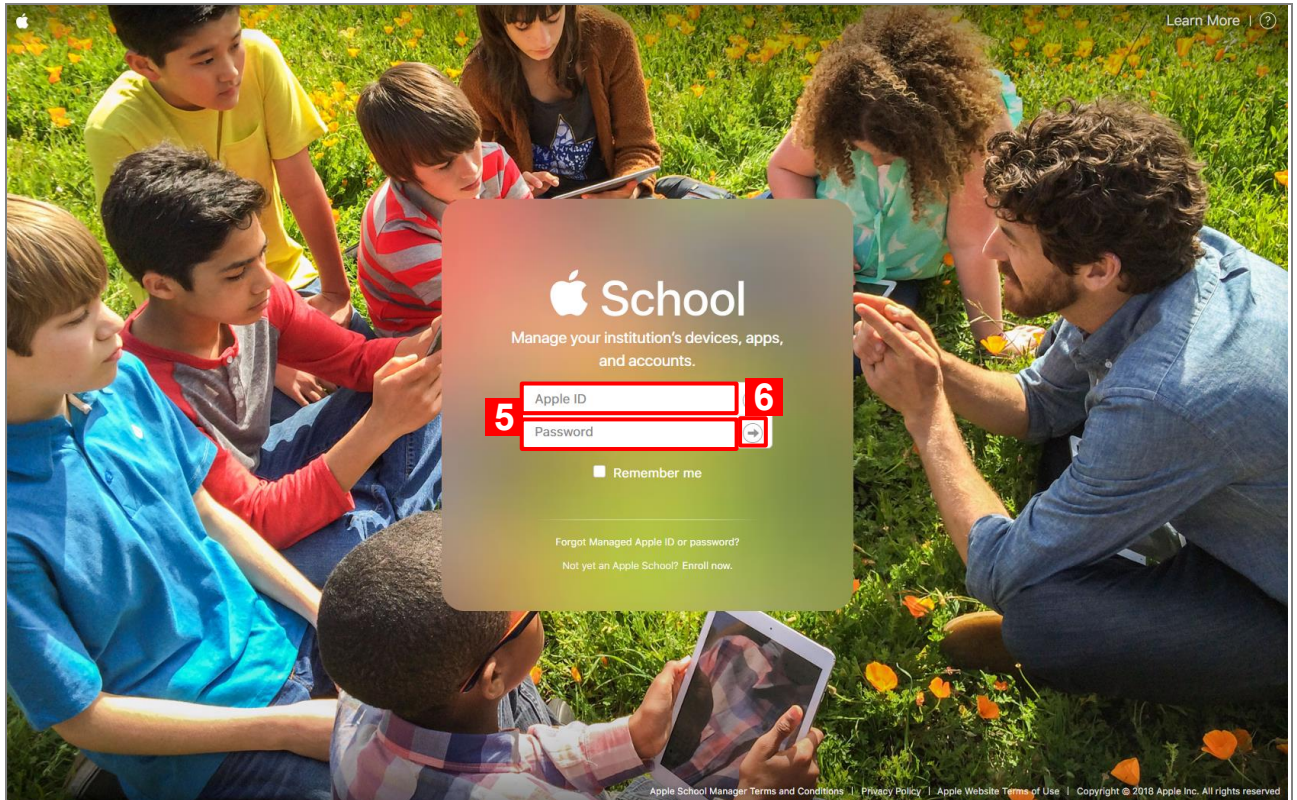 Learn More | ?
School
Manage your institution's devices, apps,
and accounts.
Apple ID
6
5
Password
Remember me
Forgot Managed Apple ID or password?
Not yet an Apple School? Enroll now.
Apple School Manager Terms and Conditions | Privacy Policy | Apple Website Terms of Use | Copyright © 2018 Apple Inc. All rights reserved